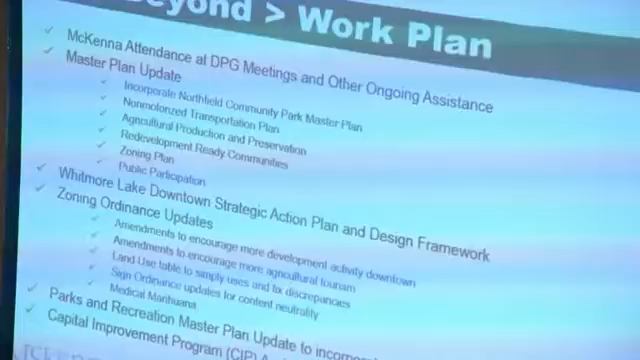 eyond > Work Plan
McKenna Attendance at DPG Meetings and Other Ongoing Assistance
Master Plan Update
Incorporate Northfield Community Park Master Plan
Nonmotorized Transportation Plan
Agricultural Production and Preservation
Redevelopment Ready Communities
Zoning Plan
Public Participation
Whitmore Lake Downtown Strategic Action Plan and Design Framework
Zoning Ordinance Updates
Amendments to encourage more development activity downtown
Amendments to encourage more agricultural tourism
Land Use table to simply uses and fix discrepancies
Sign Ordinance updates for content neutrality
Medical Marihuana
Parks and Recreation Master Plan Update to incorpo
Capital Improvement Program (CIP)